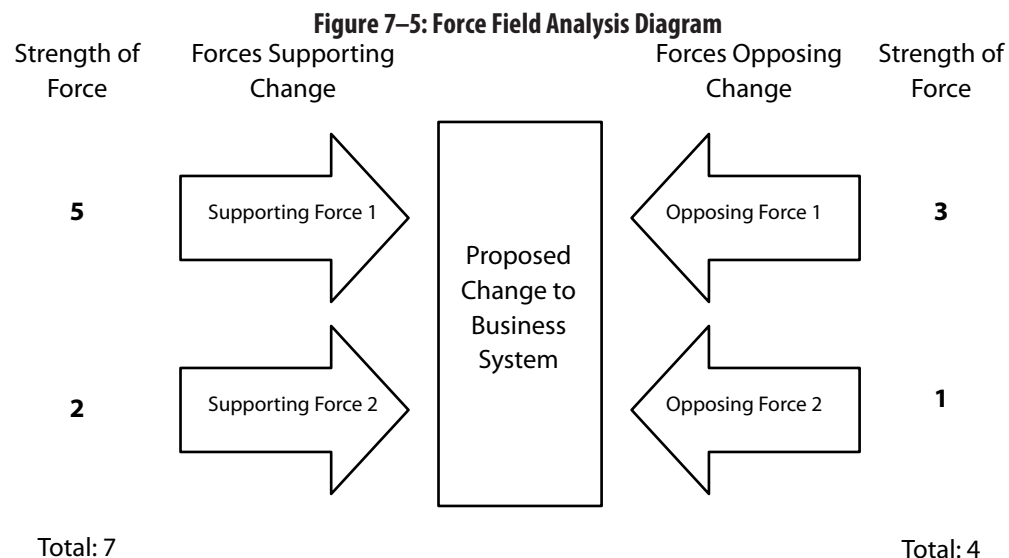 Figure 7–5: Force Field Analysis Diagram
Strength of
Force
Forces Supporting
Change
Forces Opposing
Change
Strength of
Force
5
Supporting Force 1
Opposing Force 1
3
Proposed
Change to
Business
System
2
Supporting Force 2
Opposing Force 2
1
Total: 7
Total: 4